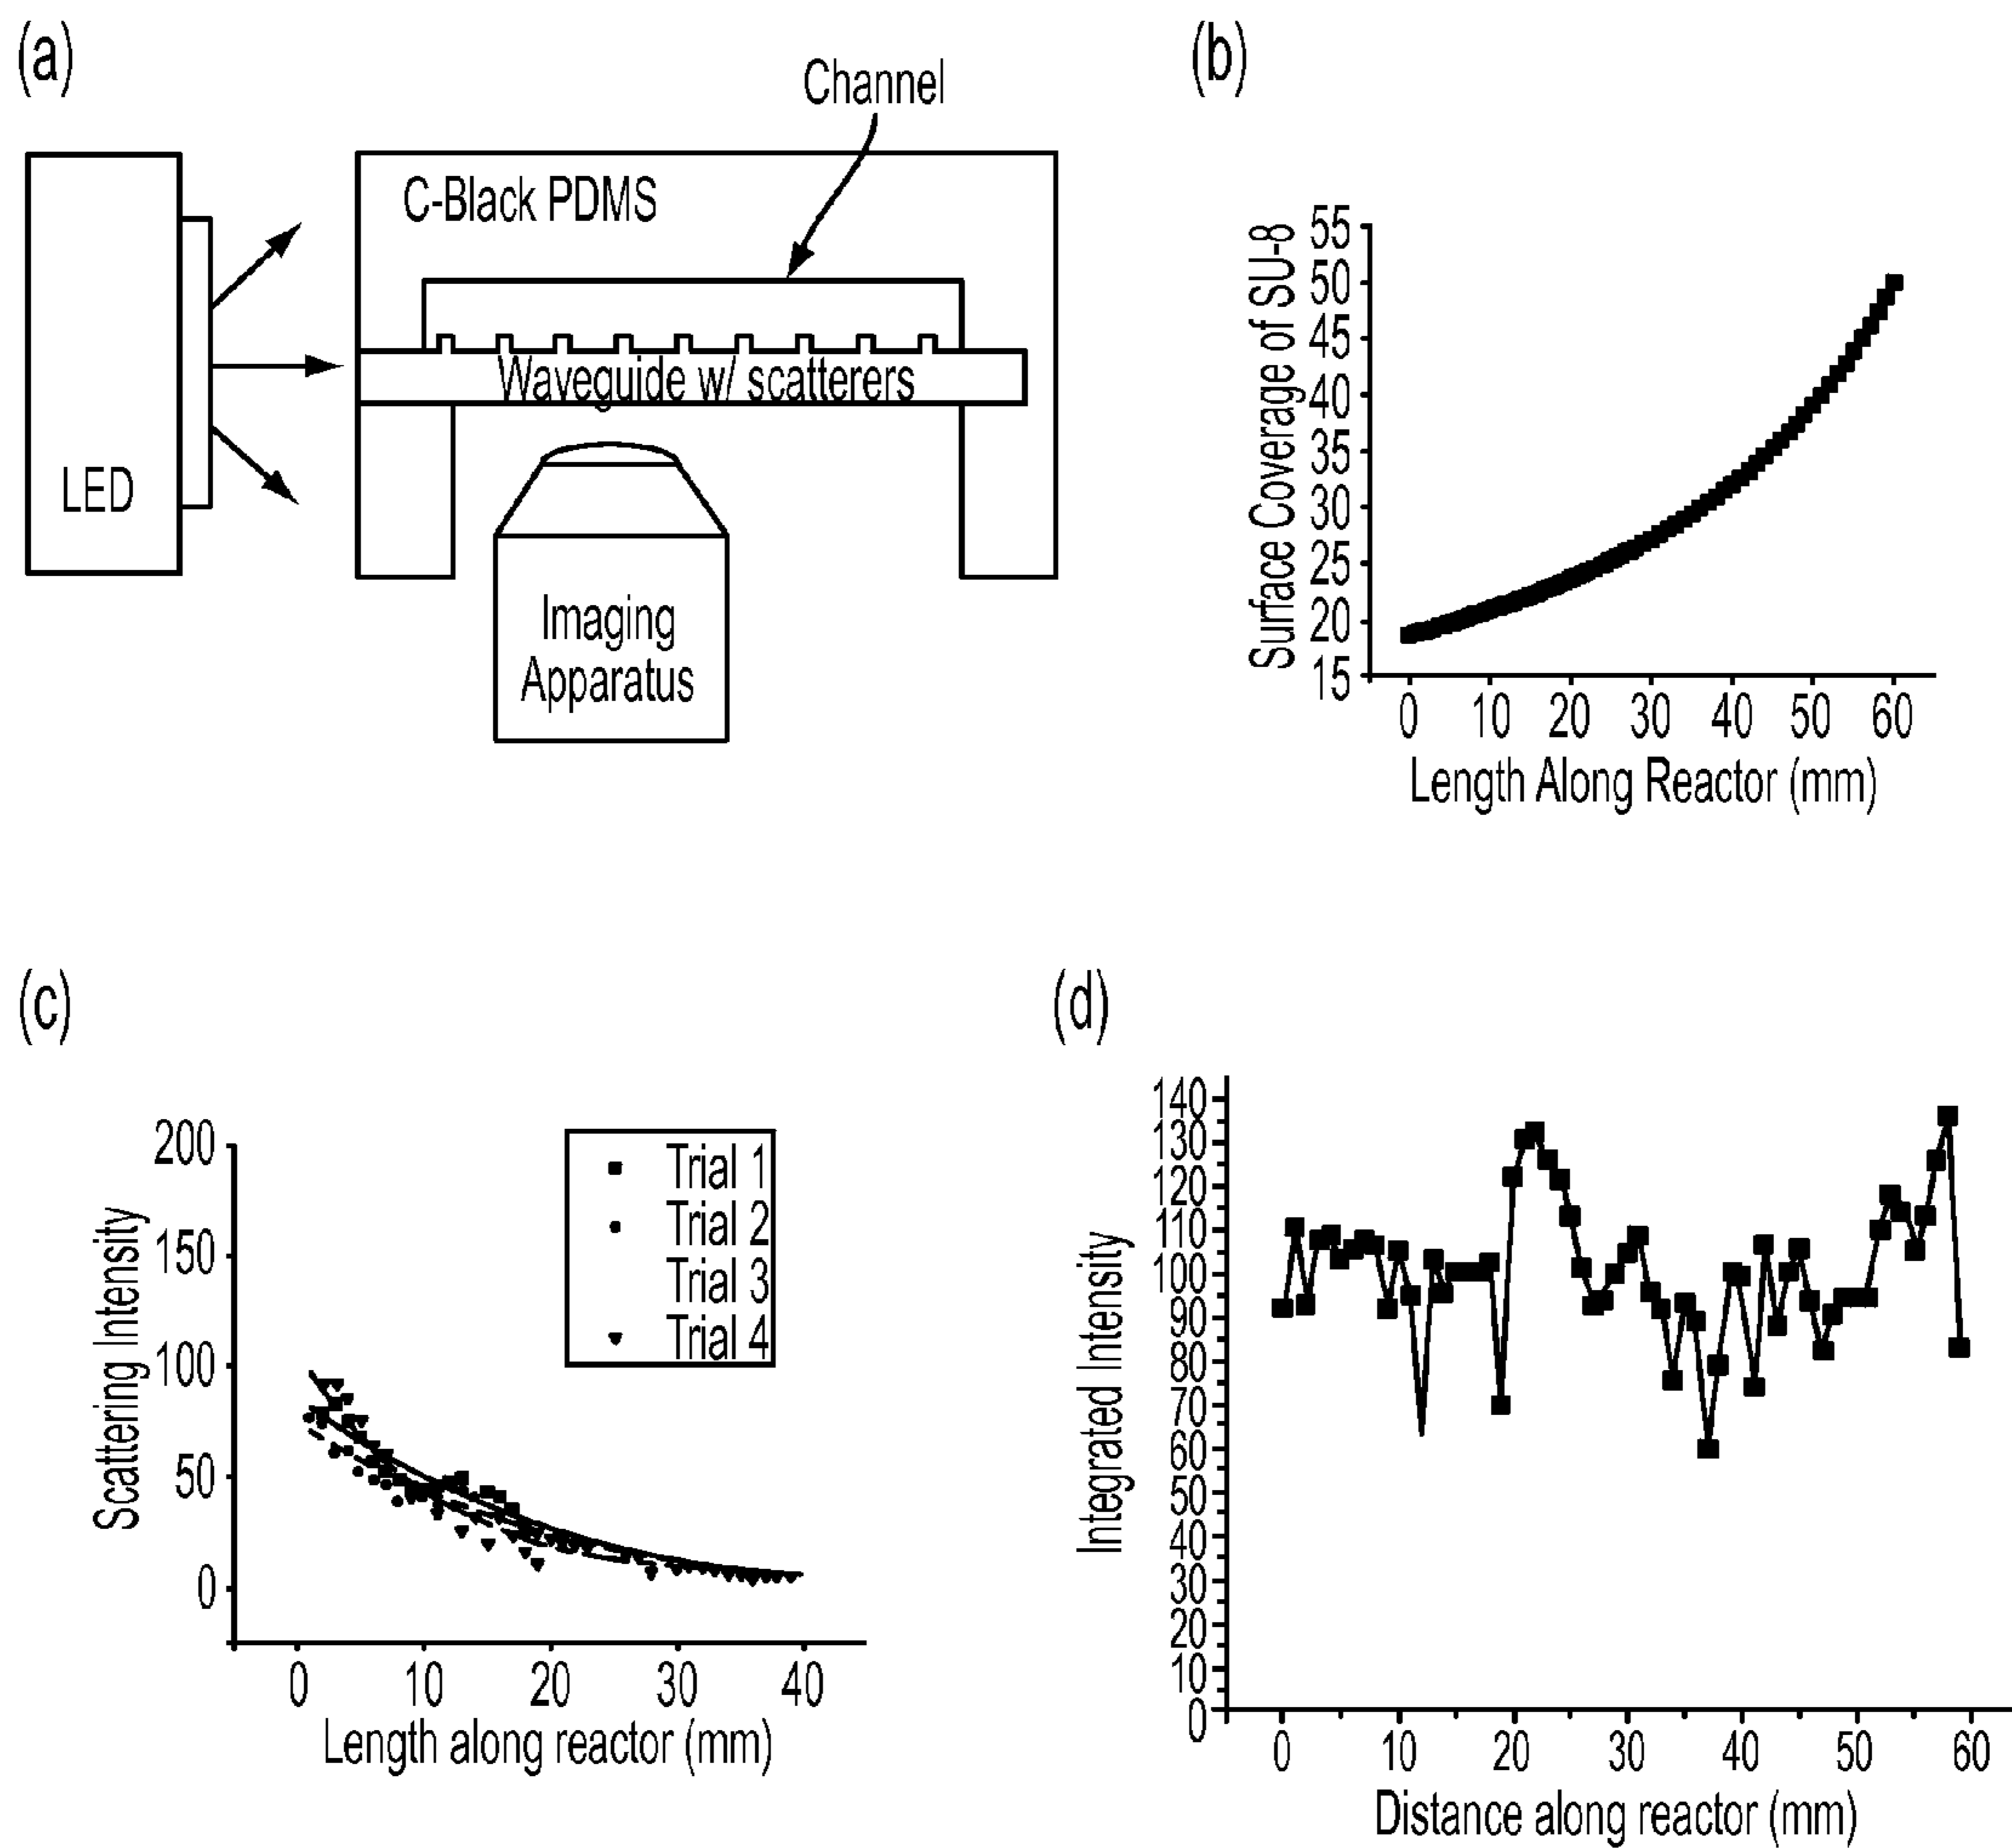 (a)
Channel
C-Black PDMS
Waveguide w/ scatterers
LED
Imaging
Apparatus
(b)
Surface Coverage of SU-8
55
50
45
40
35
30
25
20
15
0 10 20 30 40 50 60
Length Along Reactor (mm)
(c)
Scattering Intensity
200
150
100
50
0
Trial 1
Trial 2
Trial 3
Trial 4
0 10 20 30 40
Length along reactor (mm)
(d)
Integrated Intensity
140
130
120
110
100
90
80
70
60
50
40
30
20
10
0
0 10 20 30 40 50 60
Distance along reactor (mm)